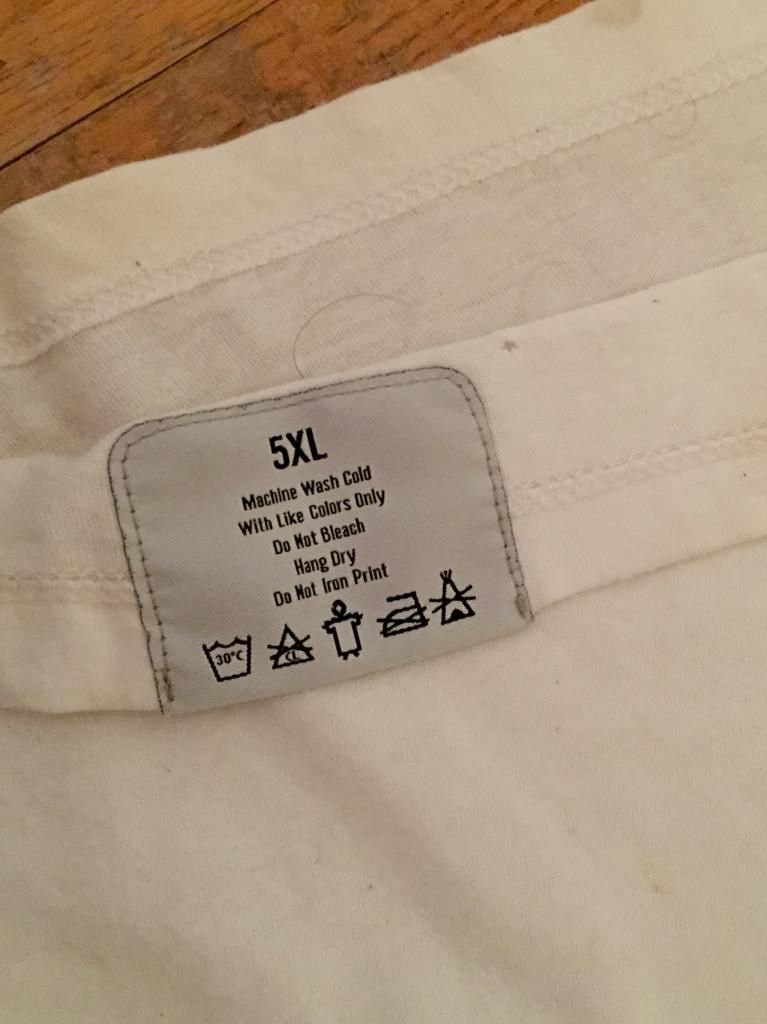 5XL
Machine Wash Cold
With Like Colors Only
Do Not Bleach
Hang Dry
Do Not Iron Print
30°C CL